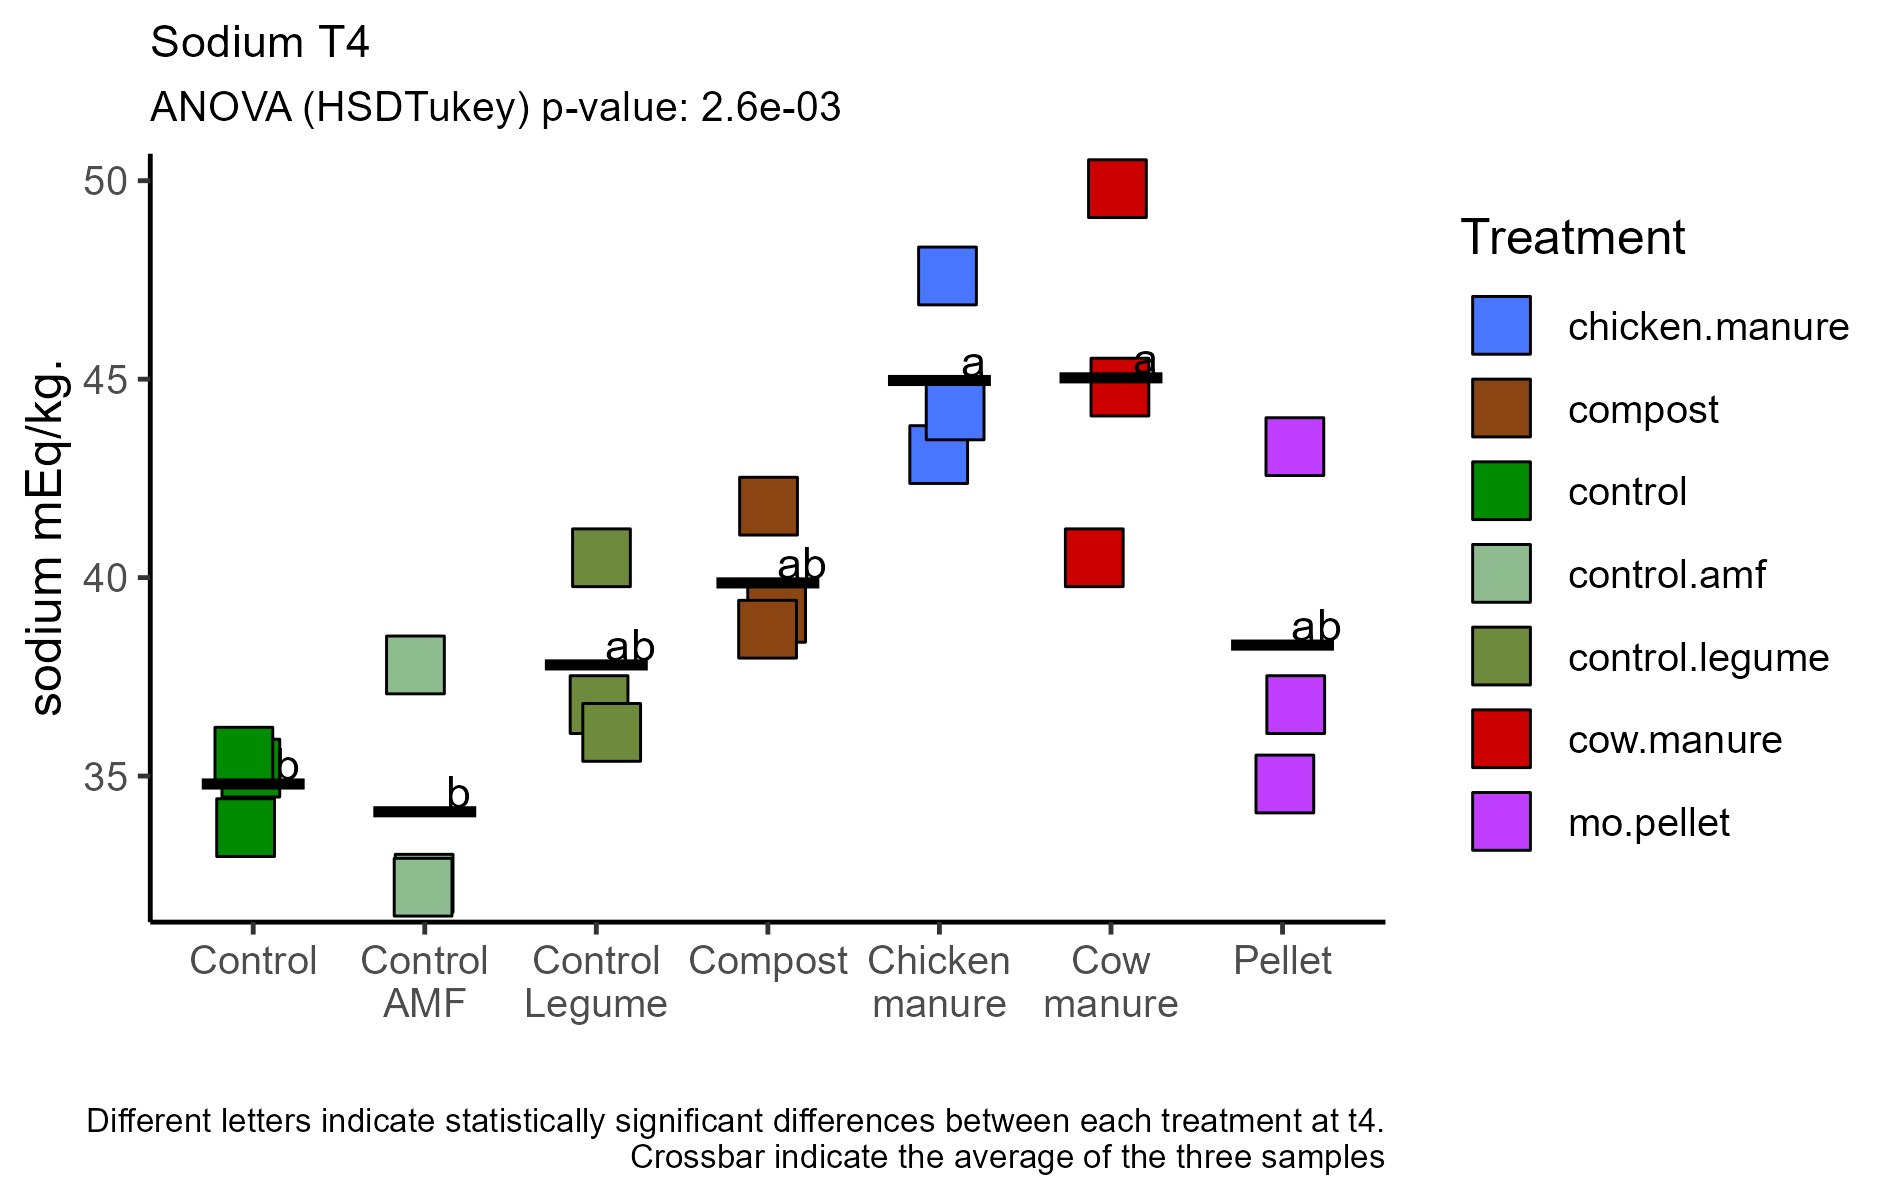 Sodium T4
ANOVA (HSDTukey) p-value: 2.6e-03
sodium mEq/kg.
50
45
40
35
b
b
ab
ab
a
a
ab
Control
Control
AMF
Control
Legume
Compost
Chicken
manure
Cow
manure
Pellet
Treatment
chicken.manure
compost
control
control.amf
control.legume
cow.manure
mo.pellet
Different letters indicate statistically significant differences between each treatment at t4.
Crossbar indicate the average of the three samples